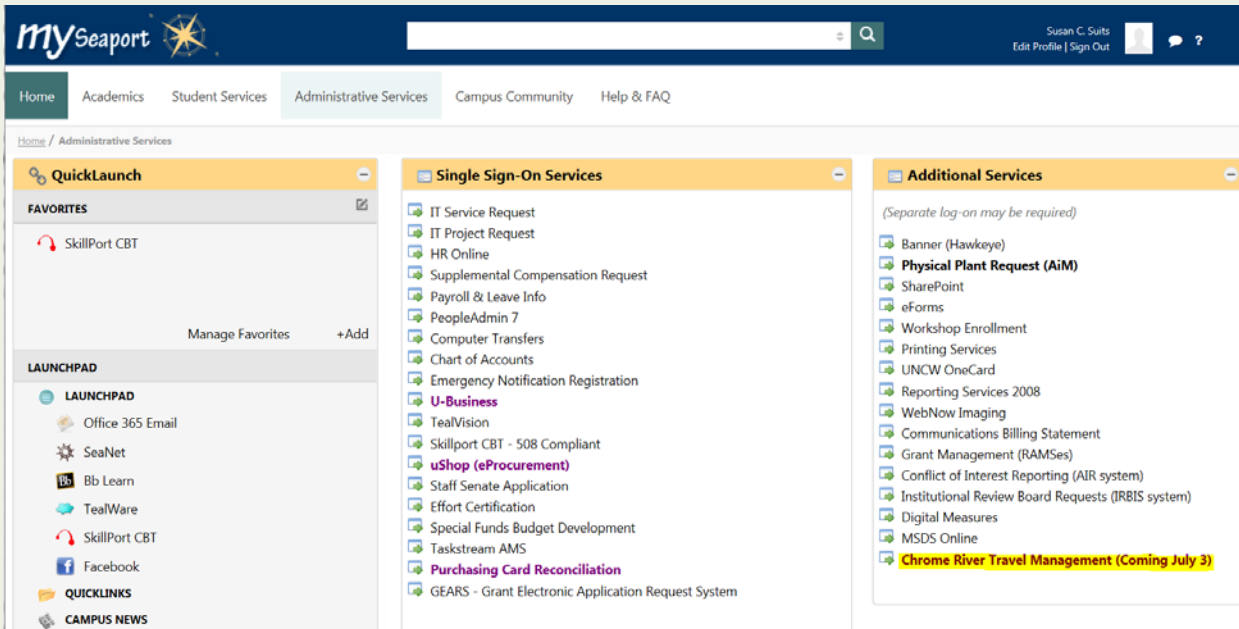 my Seaport
Susan C. Suits
Edit Profile | Sign Out
?
Home
Academics
Student Services
Administrative Services
Campus Community
Help & FAQ
Home / Administrative Services
QuickLaunch
FAVORITES
SkillPort CBT
Manage Favorites +Add
LAUNCHPAD
LAUNCHPAD
Office 365 Email
SeaNet
Bb Bb Learn
TealWare
SkillPort CBT
f Facebook
QUICKLINKS
CAMPUS NEWS
Single Sign-On Services
IT Service Request
IT Project Request
HR Online
Supplemental Compensation Request
Payroll & Leave Info
PeopleAdmin 7
Computer Transfers
Chart of Accounts
Emergency Notification Registration
U-Business
TealVision
Skillport CBT - 508 Compliant
uShop (eProcurement)
Staff Senate Application
Effort Certification
Special Funds Budget Development
Taskstream AMS
Purchasing Card Reconciliation
GEARS - Grant Electronic Application Request System
Additional Services
(Separate log-on may be required)
Banner (Hawkeye)
Physical Plant Request (AiM)
SharePoint
eForms
Workshop Enrollment
Printing Services
UNCW OneCard
Reporting Services 2008
WebNow Imaging
Communications Billing Statement
Grant Management (RAMSes)
Conflict of Interest Reporting (AIR system)
Institutional Review Board Requests (IRBIS system)
Digital Measures
MSDS Online
Chrome River Travel Management (Coming July 3)